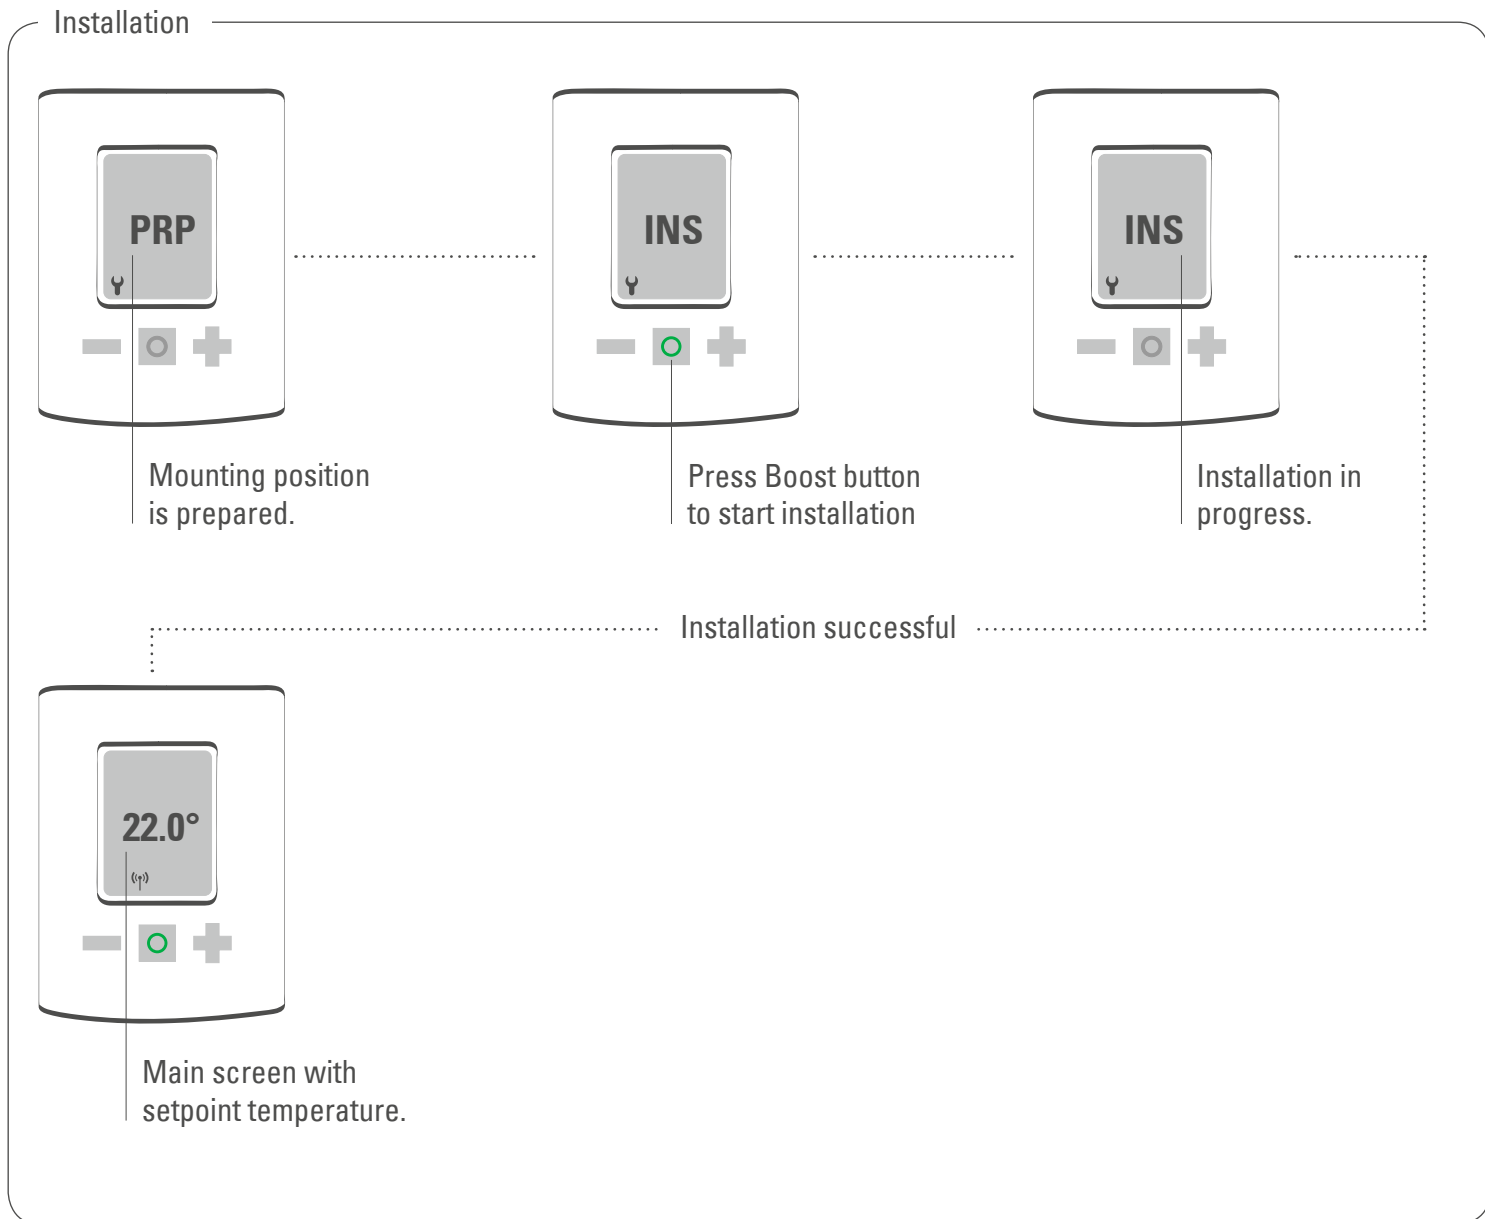 Installation
PRP
INS
INS
Mounting position
is prepared.
Press Boost button
to start installation
Installation in
progress.
Installation successful
22.0°
Main screen with
setpoint temperature.